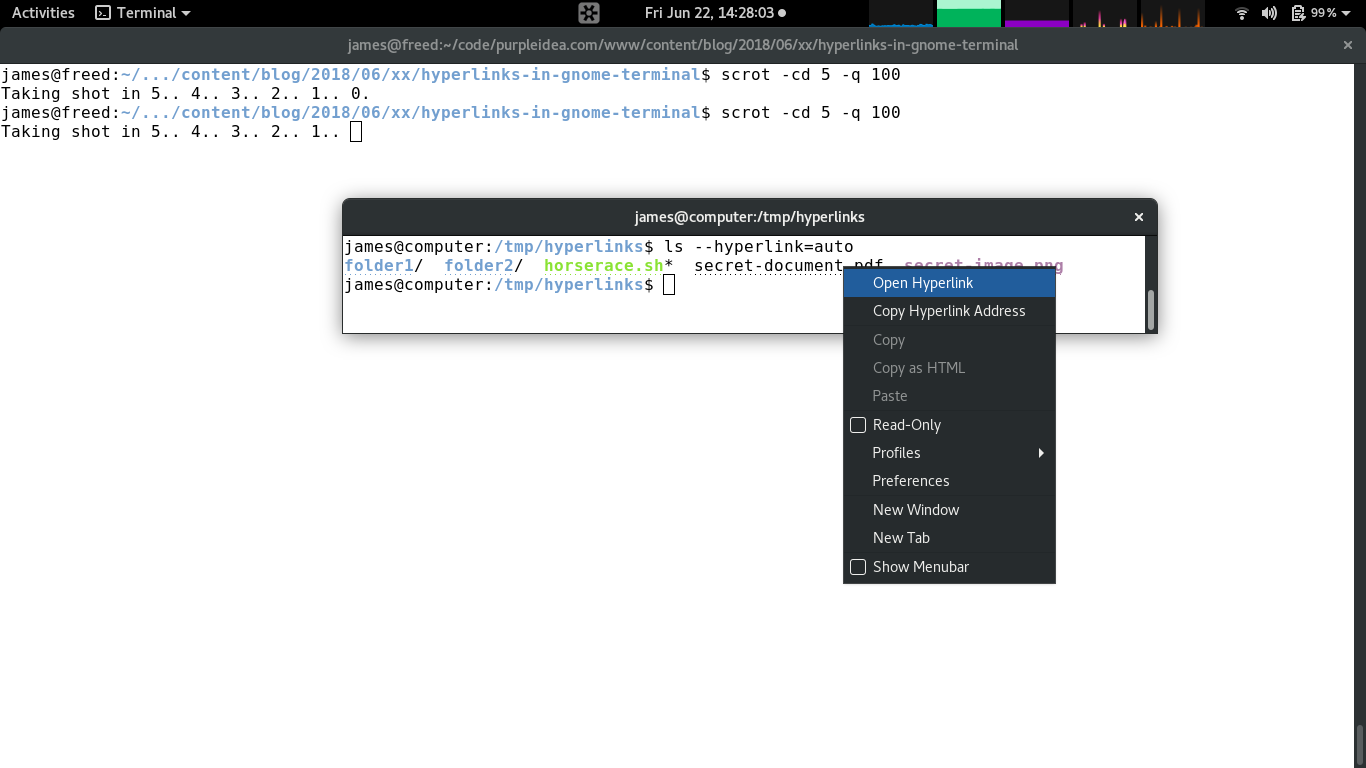 Activities Terminal Fri Jun 22, 14:28:03 99%
james@freed:~/code/purpleidea.com/www/content/blog/2018/06/xx/hyperlinks-in-gnome-terminal ×
james@freed:~/.../content/blog/2018/06/xx/hyperlinks-in-gnome-terminal$ scrot -cd 5 -q 100
Taking shot in 5.. 4.. 3.. 2.. 1.. 0.
james@freed:~/.../content/blog/2018/06/xx/hyperlinks-in-gnome-terminal$ scrot -cd 5 -q 100
Taking shot in 5.. 4.. 3.. 2.. 1..
james@computer:/tmp/hyperlinks ×
james@computer:/tmp/hyperlinks$ ls --hyperlink=auto
folder1/ folder2/ horserace.sh* secret-document.pdf secret-image.png
james@computer:/tmp/hyperlinks$
Open Hyperlink
Copy Hyperlink Address
Copy
Copy as HTML
Paste
Read-Only
Profiles
Preferences
New Window
New Tab
Show Menubar